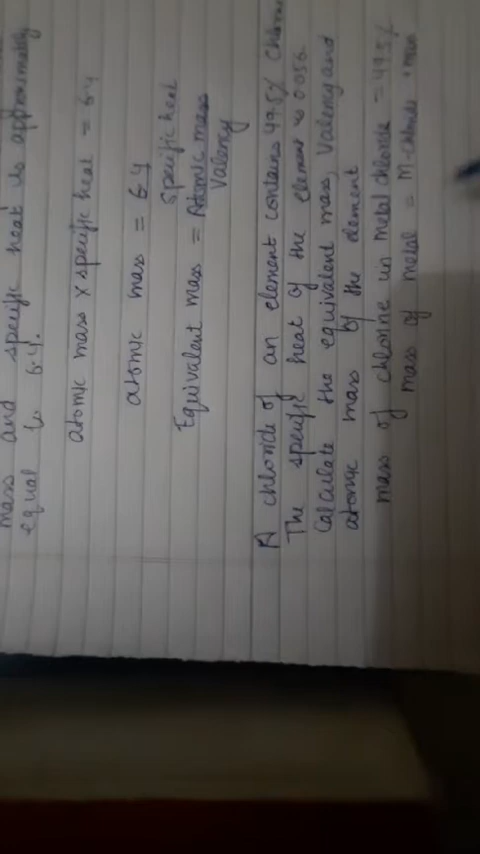 mass and specific heat is approximately
equal to 6.4.
atomic mass x specific heat = 6.4
atomic mass = 6.4
specific heat
Equivalent mass = Atomic mass
Valency
A chloride of an element contains 49.5% Chlorine
The specific heat of the element is 0.056.
Calculate the equivalent mass, Valency and
atomic mass of the element
mass of chlorine in metal chloride = 49.5%
mass of metal = M.chloride - mass